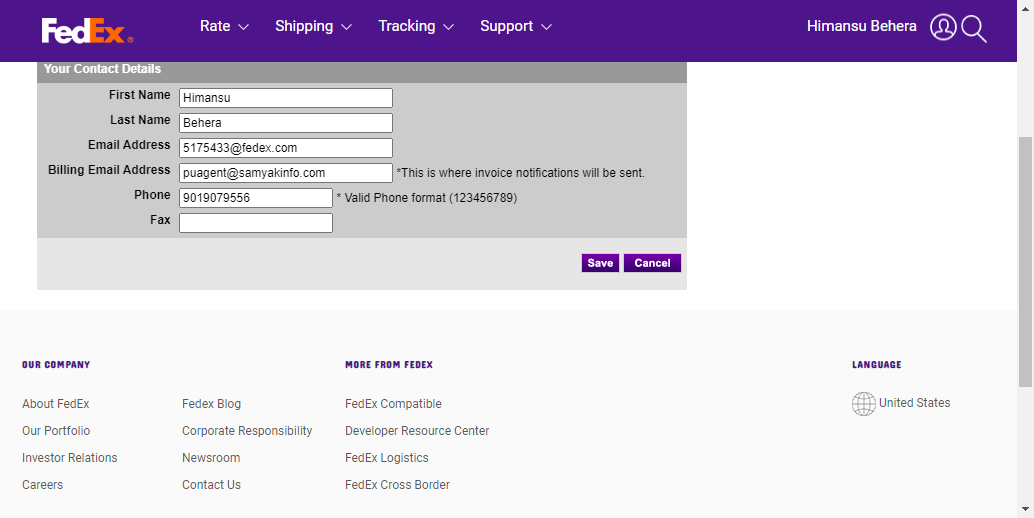 FedEx® Rate Shipping Tracking Support Himansu Behera
Your Contact Details
First Name Himansu
Last Name Behera
Email Address 5175433@fedex.com
Billing Email Address puagent@samyakinfo.com *This is where invoice notifications will be sent.
Phone 9019079556 * Valid Phone format (123456789)
Fax
Save Cancel
OUR COMPANY MORE FROM FEDEX LANGUAGE
About FedEx Fedex Blog FedEx Compatible United States
Our Portfolio Corporate Responsibility Developer Resource Center
Investor Relations Newsroom FedEx Logistics
Careers Contact Us FedEx Cross Border